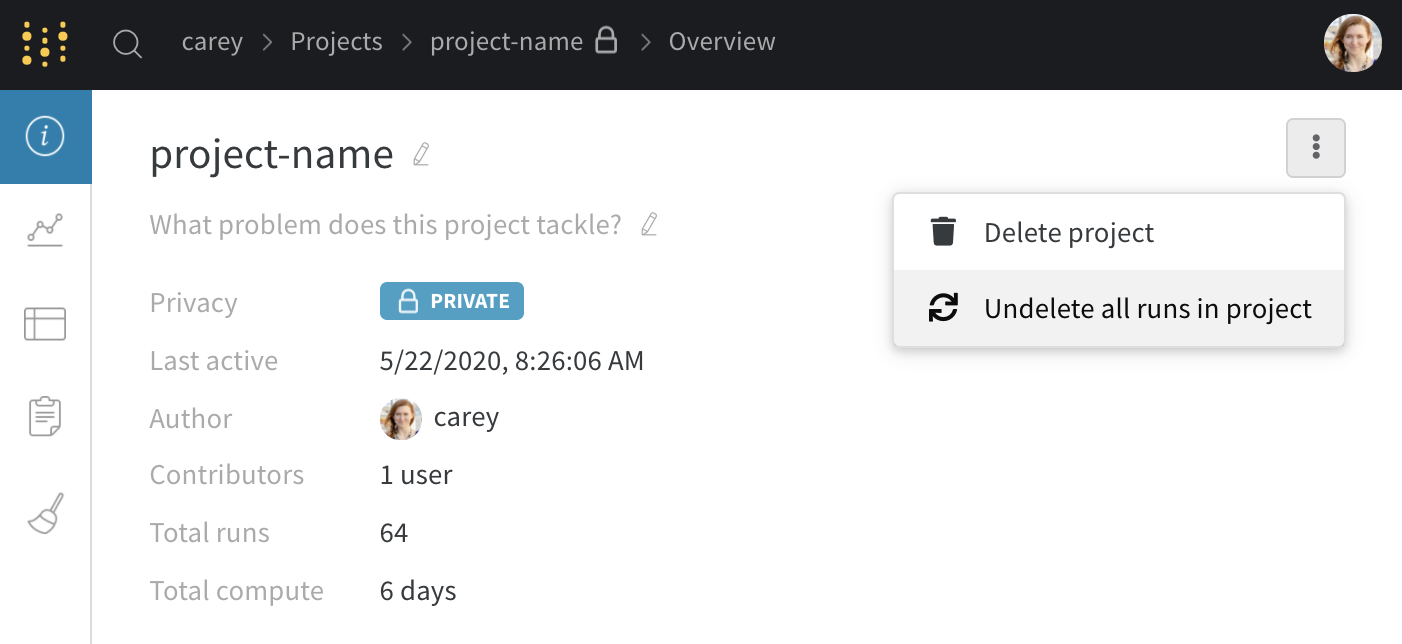 carey > Projects > project-name > Overview
project-name
What problem does this project tackle?
Delete project
Undelete all runs in project
Privacy PRIVATE
Last active 5/22/2020, 8:26:06 AM
Author carey
Contributors 1 user
Total runs 64
Total compute 6 days